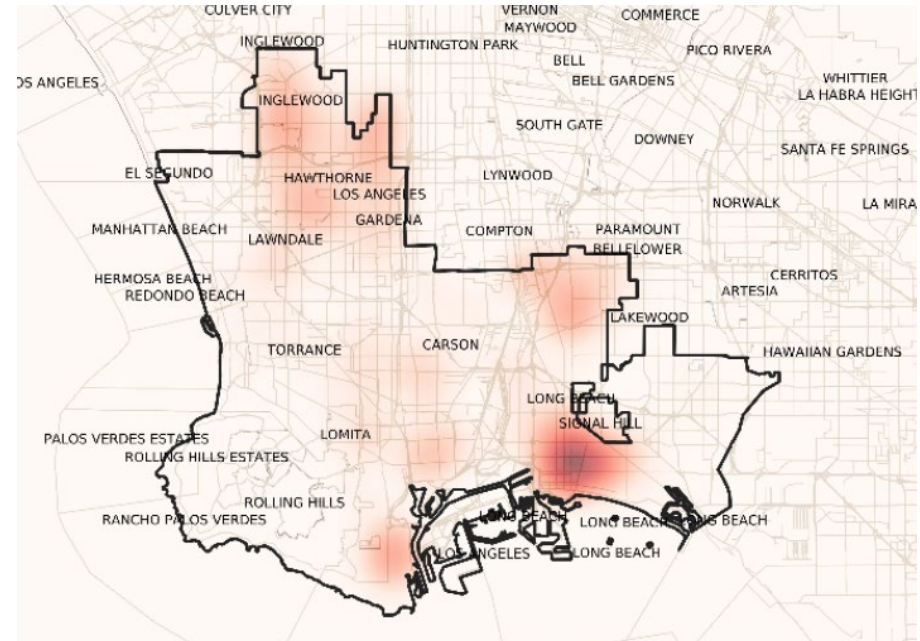 CULVER CITY
VERNON
COMMERCE
MAYWOOD
INGLEWOOD
HUNTINGTON PARK
PICO RIVERA
BELL
OS ANGELES
BELL GARDENS
WHITTIER
LA HABRA HEIGHT
INGLEWOOD
SOUTH GATE
DOWNEY
SANTA FE SPRINGS
EL SEGUNDO
HAWTHORNE
LYNWOOD
LOS ANGELES
NORWALK
LA MIRA
GARDENA
MANHATTAN BEACH
COMPTON
PARAMOUNT
LAWNDALE
BELLFLOWER
HERMOSA BEACH
CERRITOS
REDONDO BEACH
ARTESIA
LAKEWOOD
TORRANCE
CARSON
HAWAIIAN GARDENS
LONG BEACH
SIGNAL HILL
PALOS VERDES ESTATES
LOMITA
ROLLING HILLS ESTATES
ROLLING HILLS
RANCHO PALOS VERDES
LONG BEACH
LONG BEACH
LONG BEACH
LOS ANGELES
LONG BEACH